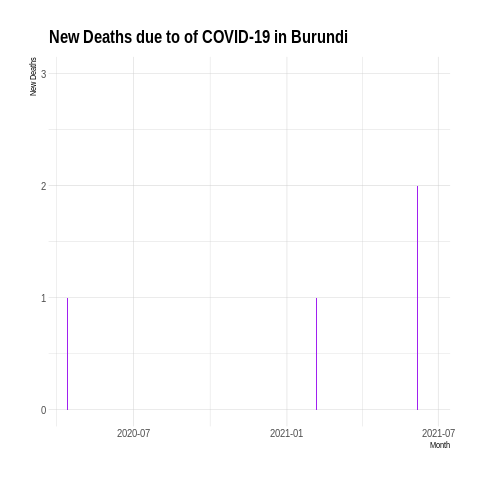 New Deaths due to of COVID-19 in Burundi
New Deaths
3
2
1
0
2020-07 2021-01 2021-07
Month